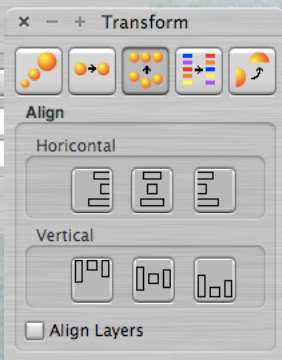 Transform
Align
Horicontal
Vertical
Align Layers